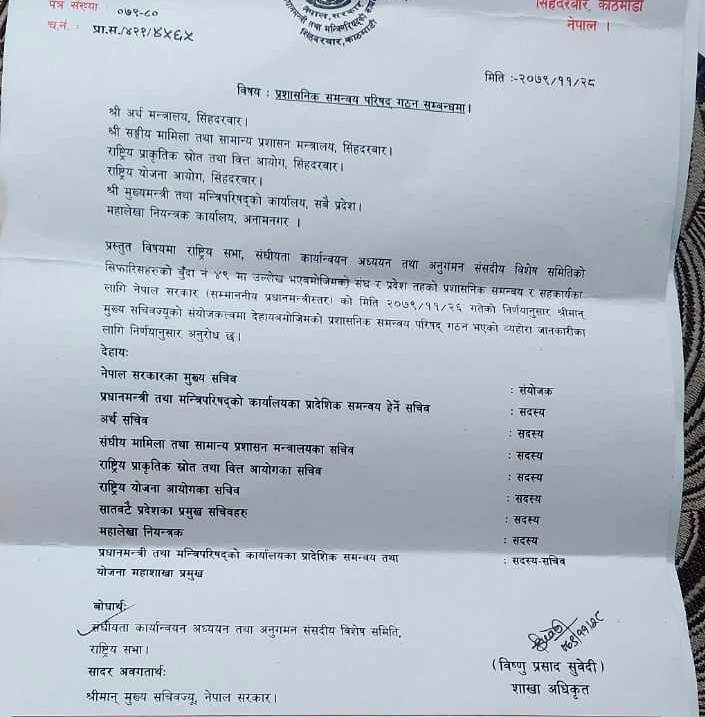 पत्र संख्या ०७९-८०
च.नं. : प्रा.स./४२१/४५६५
नेपाल सरकार
सिंहदरबार, काठमाडौं
सिंहदरबार, काठमाडौं
नेपाल ।
मिति :-२०७९/११/२८
विषय : प्रशासनिक समन्वय परिषद् गठन सम्बन्धमा।
श्री अर्थ मन्त्रालय, सिंहदरबार।
श्री सङ्घीय मामिला तथा सामान्य प्रशासन मन्त्रालय, सिंहदरबार।
राष्ट्रिय प्राकृतिक स्रोत तथा वित्त आयोग, सिंहदरबार।
राष्ट्रिय योजना आयोग, सिंहदरबार।
श्री मुख्यमन्त्री तथा मन्त्रिपरिषद्को कार्यालय, सबै प्रदेश।
महालेखा नियन्त्रक कार्यालय, अनामनगर ।
प्रस्तुत विषयमा राष्ट्रिय सभा, संघीयता कार्यान्वयन अध्ययन तथा अनुगमन संसदीय विशेष समितिको
सिफारिसहरुको बुँदा नं ४९ मा उल्लेख भएबमोजिमको संघ र प्रदेश तहको प्रशासनिक समन्वय र सहकार्यका
लागि नेपाल सरकार (सम्माननीय प्रधानमन्त्रीस्तर) को मिति २०७९/११/२६ गतेको निर्णयानुसार श्रीमान्
मुख्य सचिवज्यूको संयोजकत्वमा देहायबमोजिमको प्रशासनिक समन्वय परिषद् गठन भएको व्यहोरा जानकारीका
लागि निर्णयानुसार अनुरोध छ।
देहायः
नेपाल सरकारका मुख्य सचिव : संयोजक
प्रधानमन्त्री तथा मन्त्रिपरिषद्को कार्यालयका प्रादेशिक समन्वय हेर्ने सचिव : सदस्य
अर्थ सचिव : सदस्य
संघीय मामिला तथा सामान्य प्रशासन मन्त्रालयका सचिव : सदस्य
राष्ट्रिय प्राकृतिक स्रोत तथा वित्त आयोगका सचिव : सदस्य
राष्ट्रिय योजना आयोगका सचिव : सदस्य
सातवटै प्रदेशका प्रमुख सचिवहरु : सदस्य
महालेखा नियन्त्रक : सदस्य
प्रधानमन्त्री तथा मन्त्रिपरिषद्को कार्यालयका प्रादेशिक समन्वय तथा : सदस्य-सचिव
योजना महाशाखा प्रमुख
बोधार्थः
संघीयता कार्यान्वयन अध्ययन तथा अनुगमन संसदीय विशेष समिति,
राष्ट्रिय सभा।
सादर अवगतार्थः
श्रीमान् मुख्य सचिवज्यू, नेपाल सरकार।
०७९/११/२८
(विष्णु प्रसाद सुवेदी)
शाखा अधिकृत